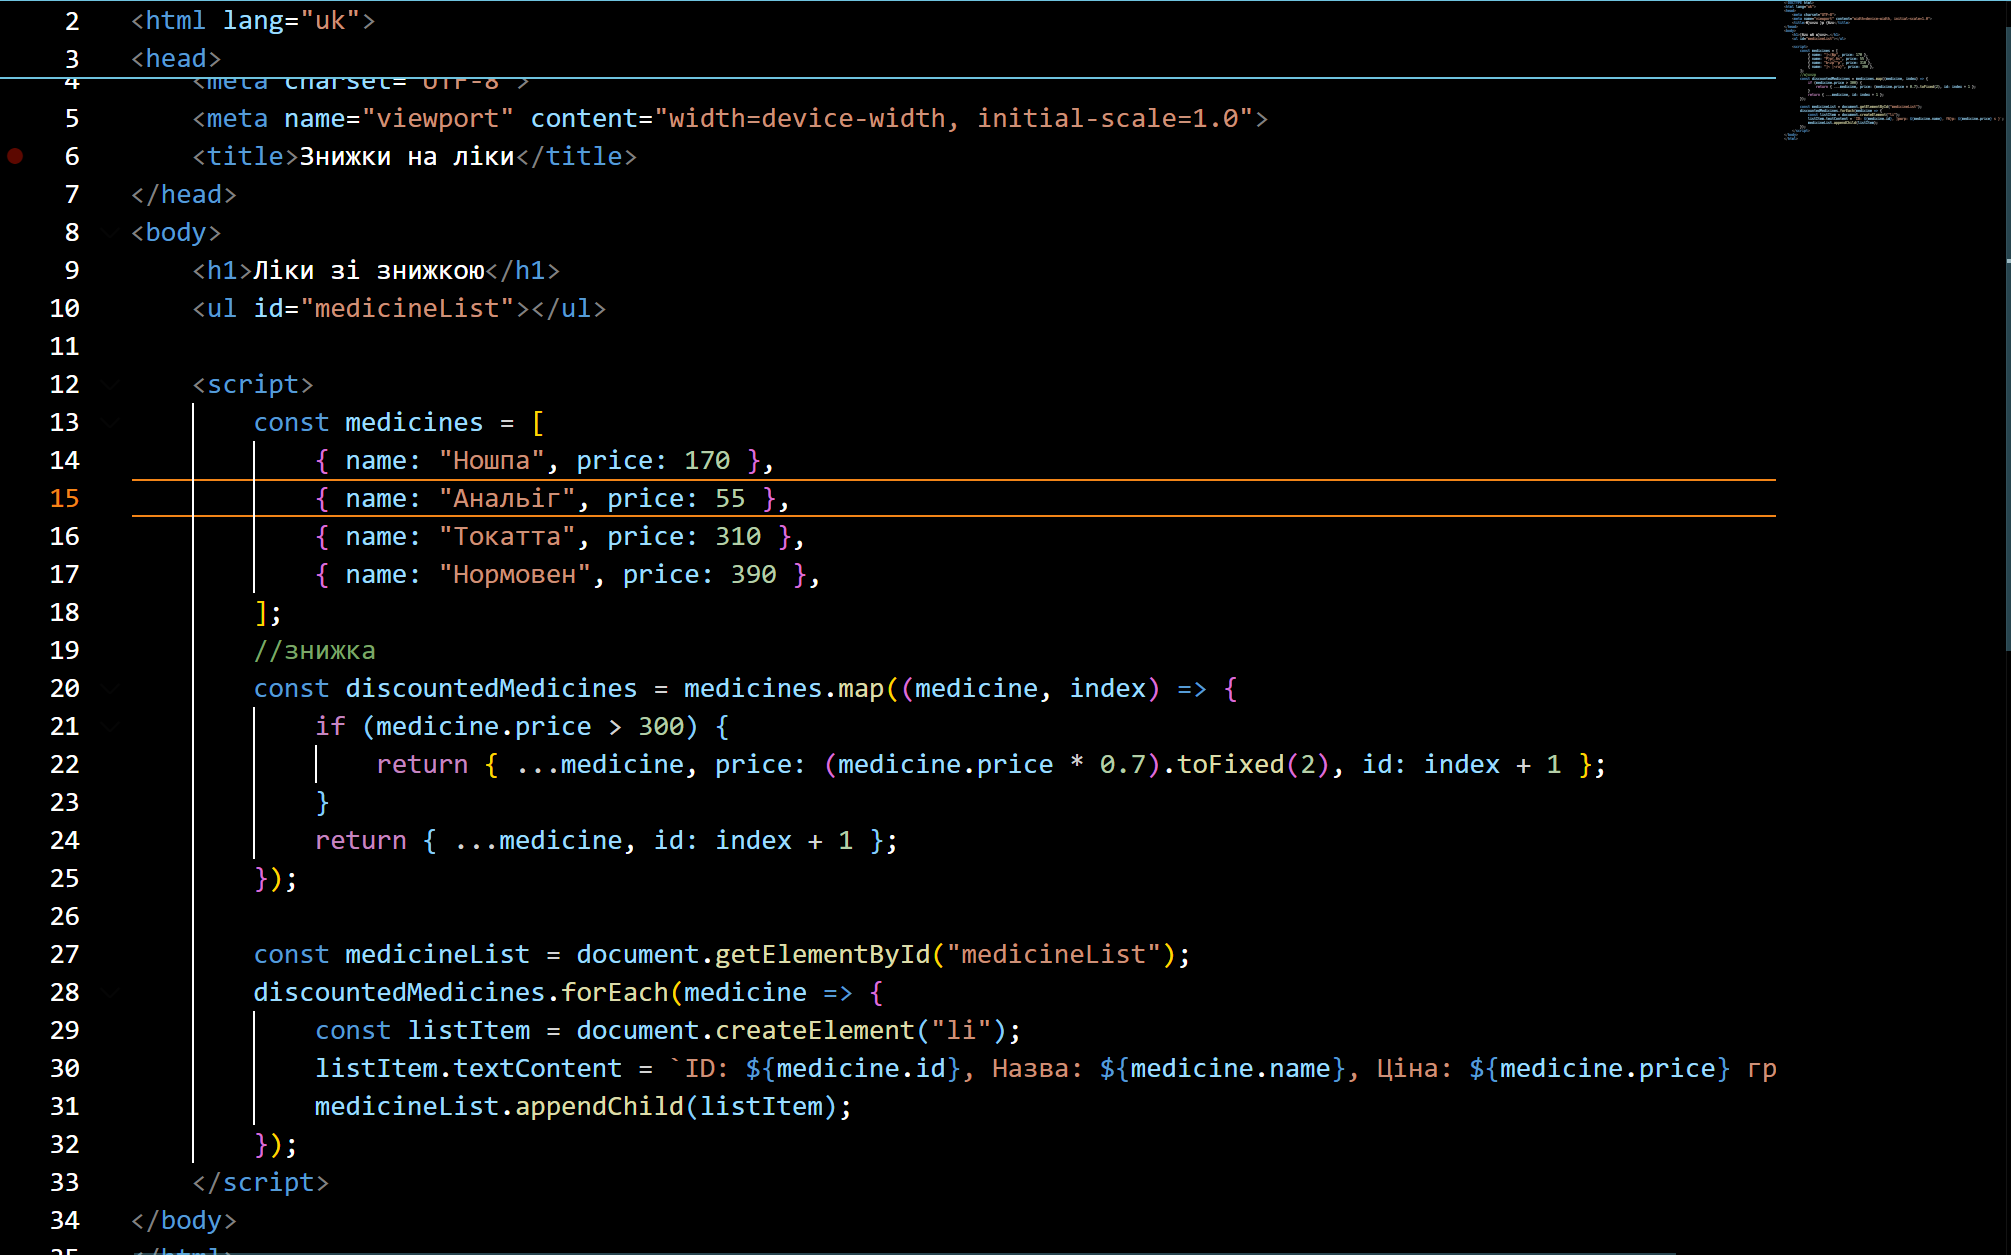 2 <html lang="uk">
3 <head>
4 <meta charset="UTF-8">
5 <meta name="viewport" content="width=device-width, initial-scale=1.0">
6 <title>Знижки на ліки</title>
7 </head>
8 <body>
9 <h1>Ліки зі знижкою</h1>
10 <ul id="medicineList"></ul>
11
12 <script>
13 const medicines = [
14 { name: "Ношпа", price: 170 },
15 { name: "Анальіг", price: 55 },
16 { name: "Токатта", price: 310 },
17 { name: "Нормовен", price: 390 },
18 ];
19 //знижка
20 const discountedMedicines = medicines.map((medicine, index) => {
21 if (medicine.price > 300) {
22 return { ...medicine, price: (medicine.price * 0.7).toFixed(2), id: index + 1 };
23 }
24 return { ...medicine, id: index + 1 };
25 });
26
27 const medicineList = document.getElementById("medicineList");
28 discountedMedicines.forEach(medicine => {
29 const listItem = document.createElement("li");
30 listItem.textContent = `ID: ${medicine.id}, Назва: ${medicine.name}, Ціна: ${medicine.price} гр
31 medicineList.appendChild(listItem);
32 });
33 </script>
34 </body>
35 </html>